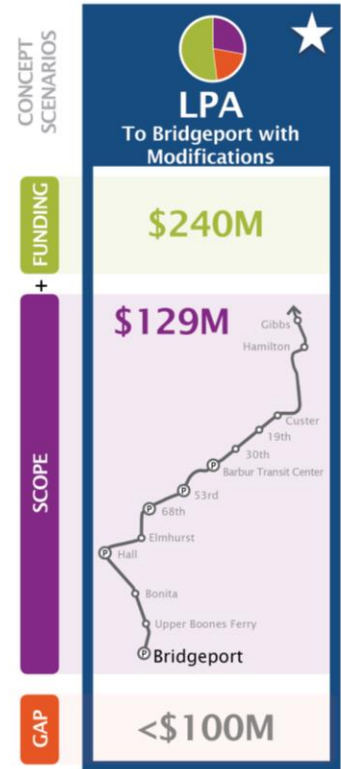 CONCEPT
SCENARIOS
LPA
To Bridgeport with
Modifications
FUNDING
$240M
+
SCOPE
$129M
Gibbs
Hamilton
Custer
19th
30th
Barbur Transit Center
P
53rd
P
68th
P
Elmhurst
Hall
P
Bonita
Upper Boones Ferry
Bridgeport
P
GAP
<$100M